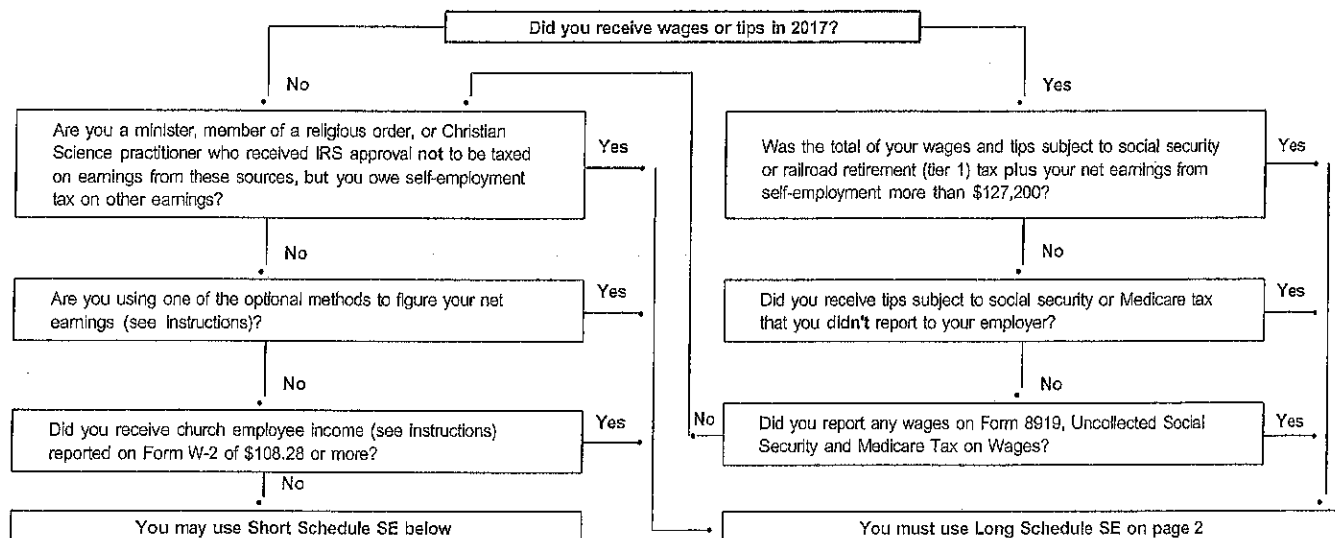 Did you receive wages or tips in 2017?
No
Yes
Are you a minister, member of a religious order, or Christian
Science practitioner who received IRS approval not to be taxed
on earnings from these sources, but you owe self-employment
tax on other earnings?
Yes
Was the total of your wages and tips subject to social security
or railroad retirement (tier 1) tax plus your net earnings from
self-employment more than $127,200?
Yes
No
No
Are you using one of the optional methods to figure your net
earnings (see instructions)?
Yes
Did you receive tips subject to social security or Medicare tax
that you didn't report to your employer?
Yes
No
No
Did you receive church employee income (see instructions)
reported on Form W-2 of $108.28 or more?
Yes
No
Did you report any wages on Form 8919, Uncollected Social
Security and Medicare Tax on Wages?
Yes
No
You may use Short Schedule SE below
You must use Long Schedule SE on page 2